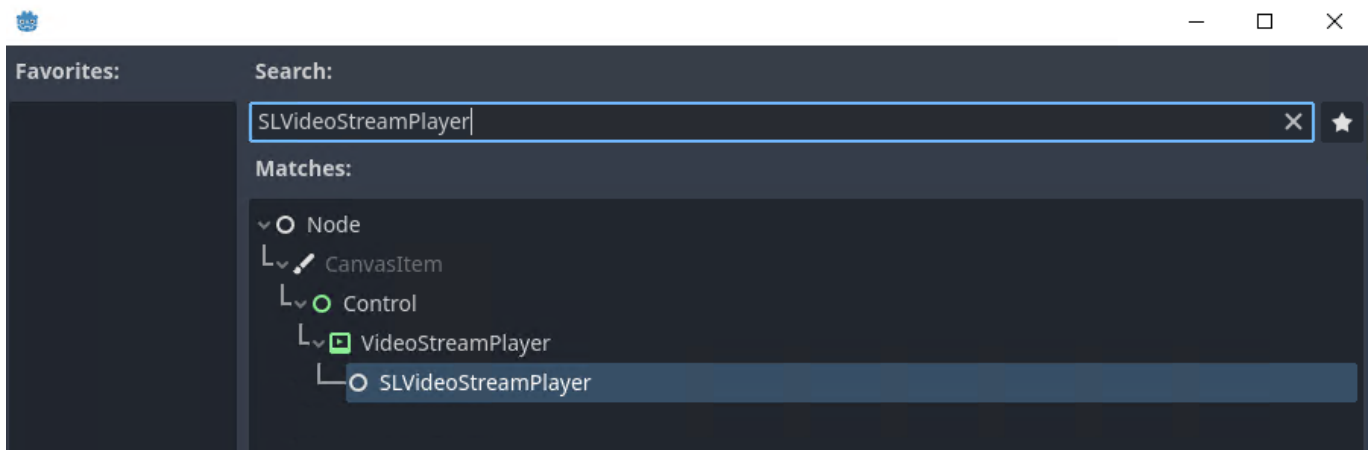 Favorites:
Search:
SLVideoStreamPlayer
Matches:
Node
CanvasItem
Control
VideoStreamPlayer
SLVideoStreamPlayer